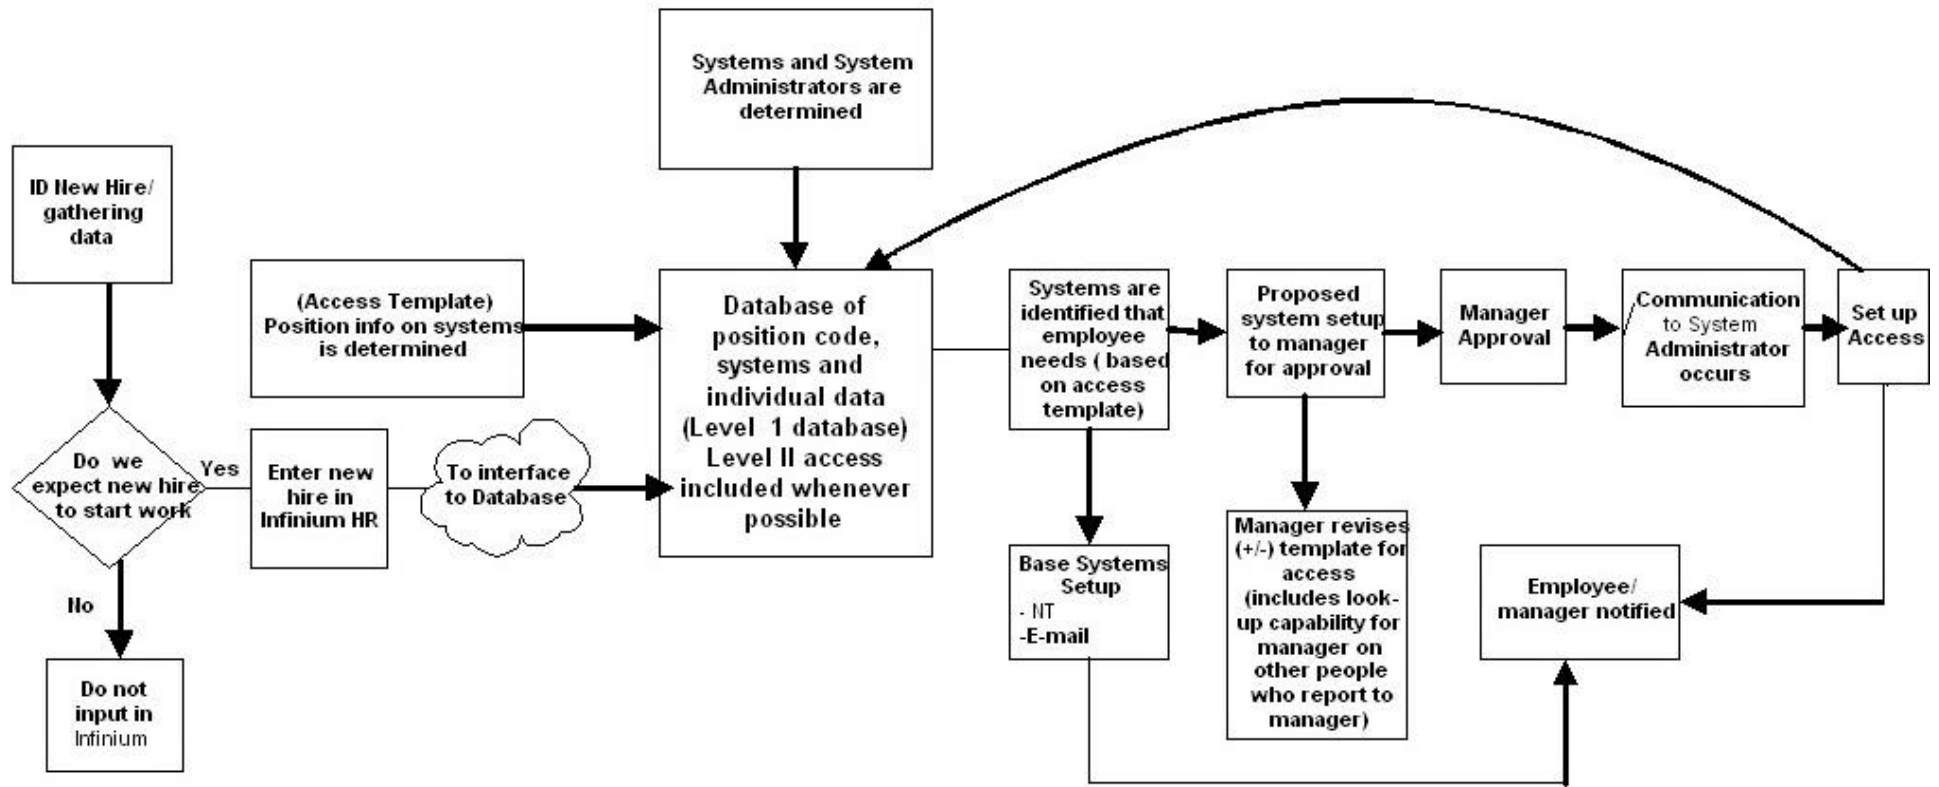 Systems and System
Administrators are
determined
ID New Hire/
gathering
data
(Access Template)
Position info on systems
is determined
Database of
position code,
systems and
individual data
(Level 1 database)
Level II access
included whenever
possible
Systems are
identified that
employee
needs ( based
on access
template)
Proposed
system setup
to manager
for approval
Manager
Approval
Communication
to System
Administrator
occurs
Set up
Access
Do we
expect new hire
to start work
Yes
Enter new
hire in
Infinium HR
To interface
to Database
No
Do not
input in
Infinium
Base Systems
Setup
- NT
-E-mail
Manager revises
(+/-) template for
access
(includes look-
up capability for
manager on
other people
who report to
manager)
Employee/
manager notified